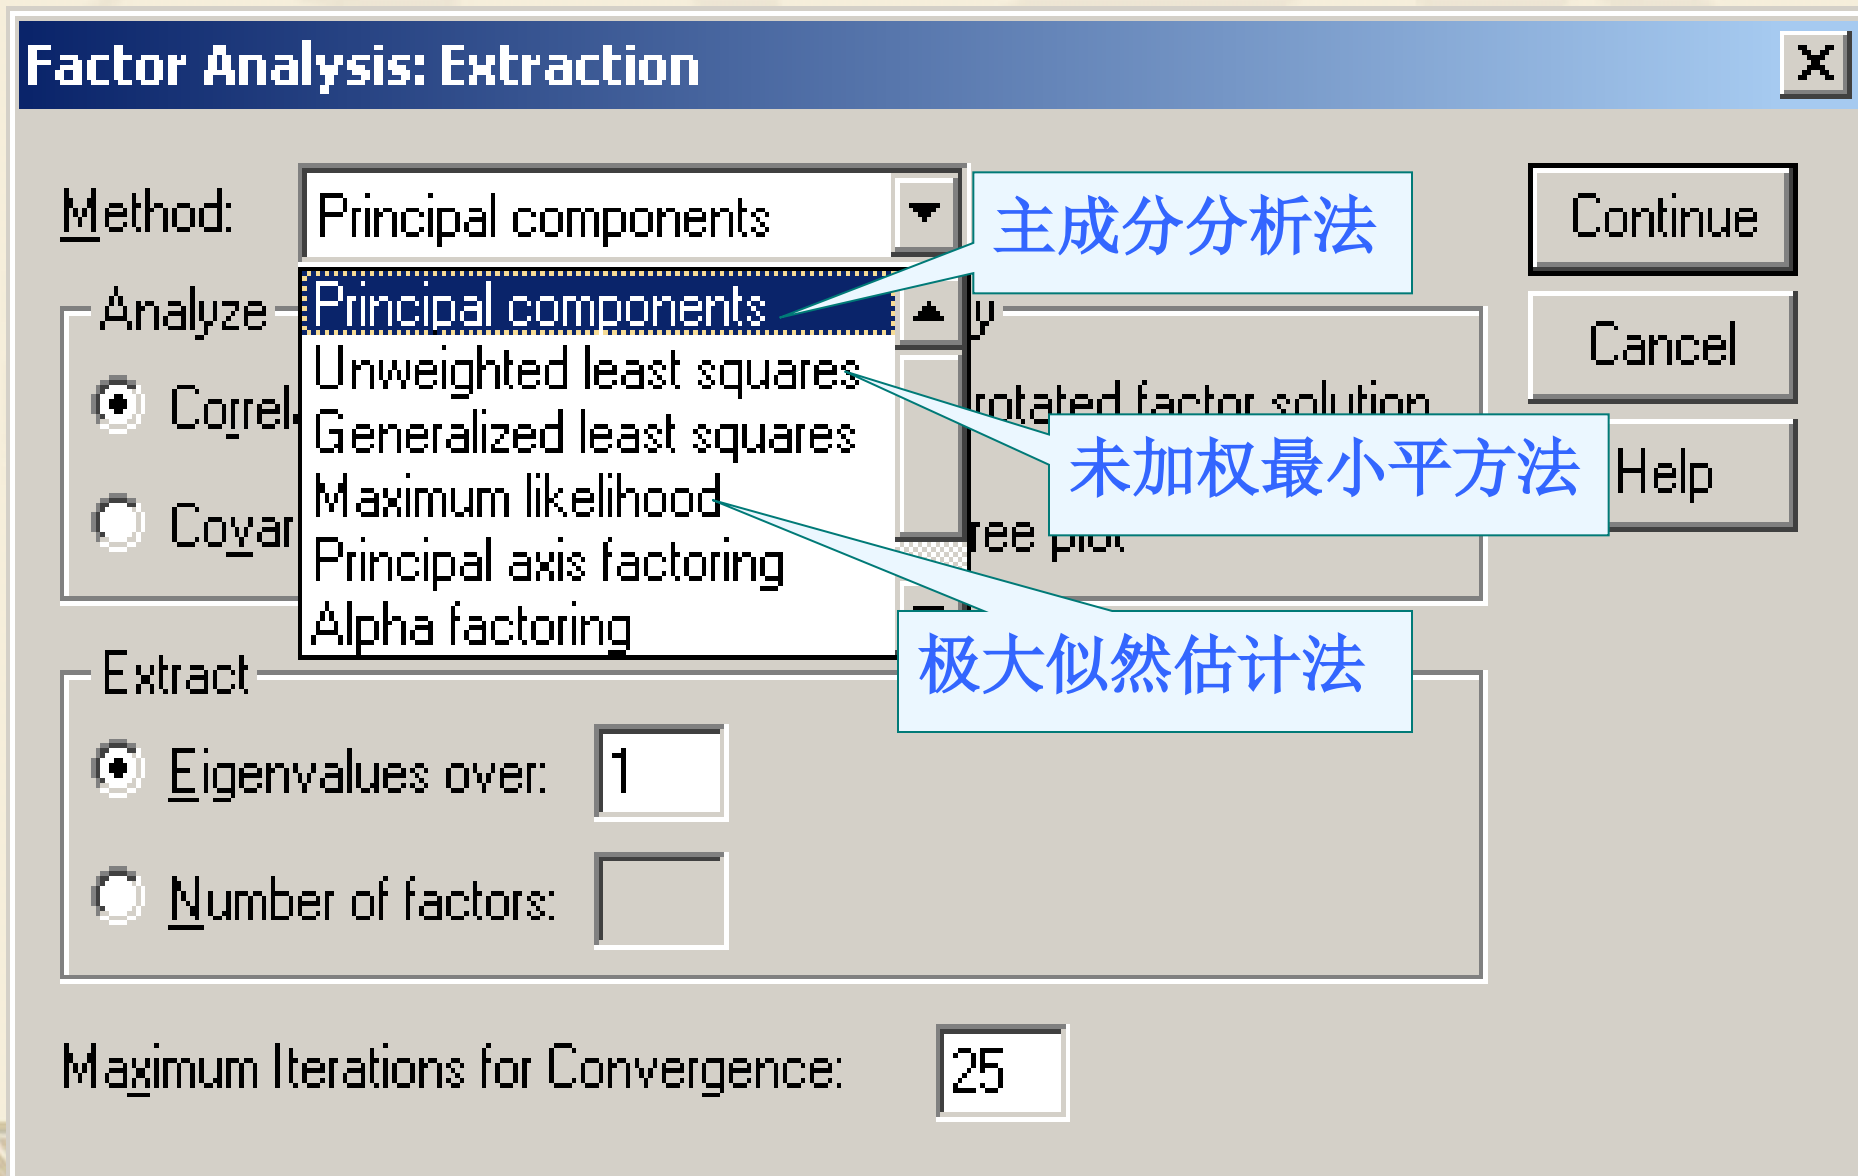 Factor Analysis: Extraction
Method:
Principal components
主成分分析法
Continue
Principal components
Unweighted least squares
Generalized least squares
Maximum likelihood
Principal axis factoring
Alpha factoring
Analyze
Cancel
factor solution
未加权最小平方法
Help
plot
极大似然估计法
Extract
Eigenvalues over:
1
Number of factors:
Maximum Iterations for Convergence:
25